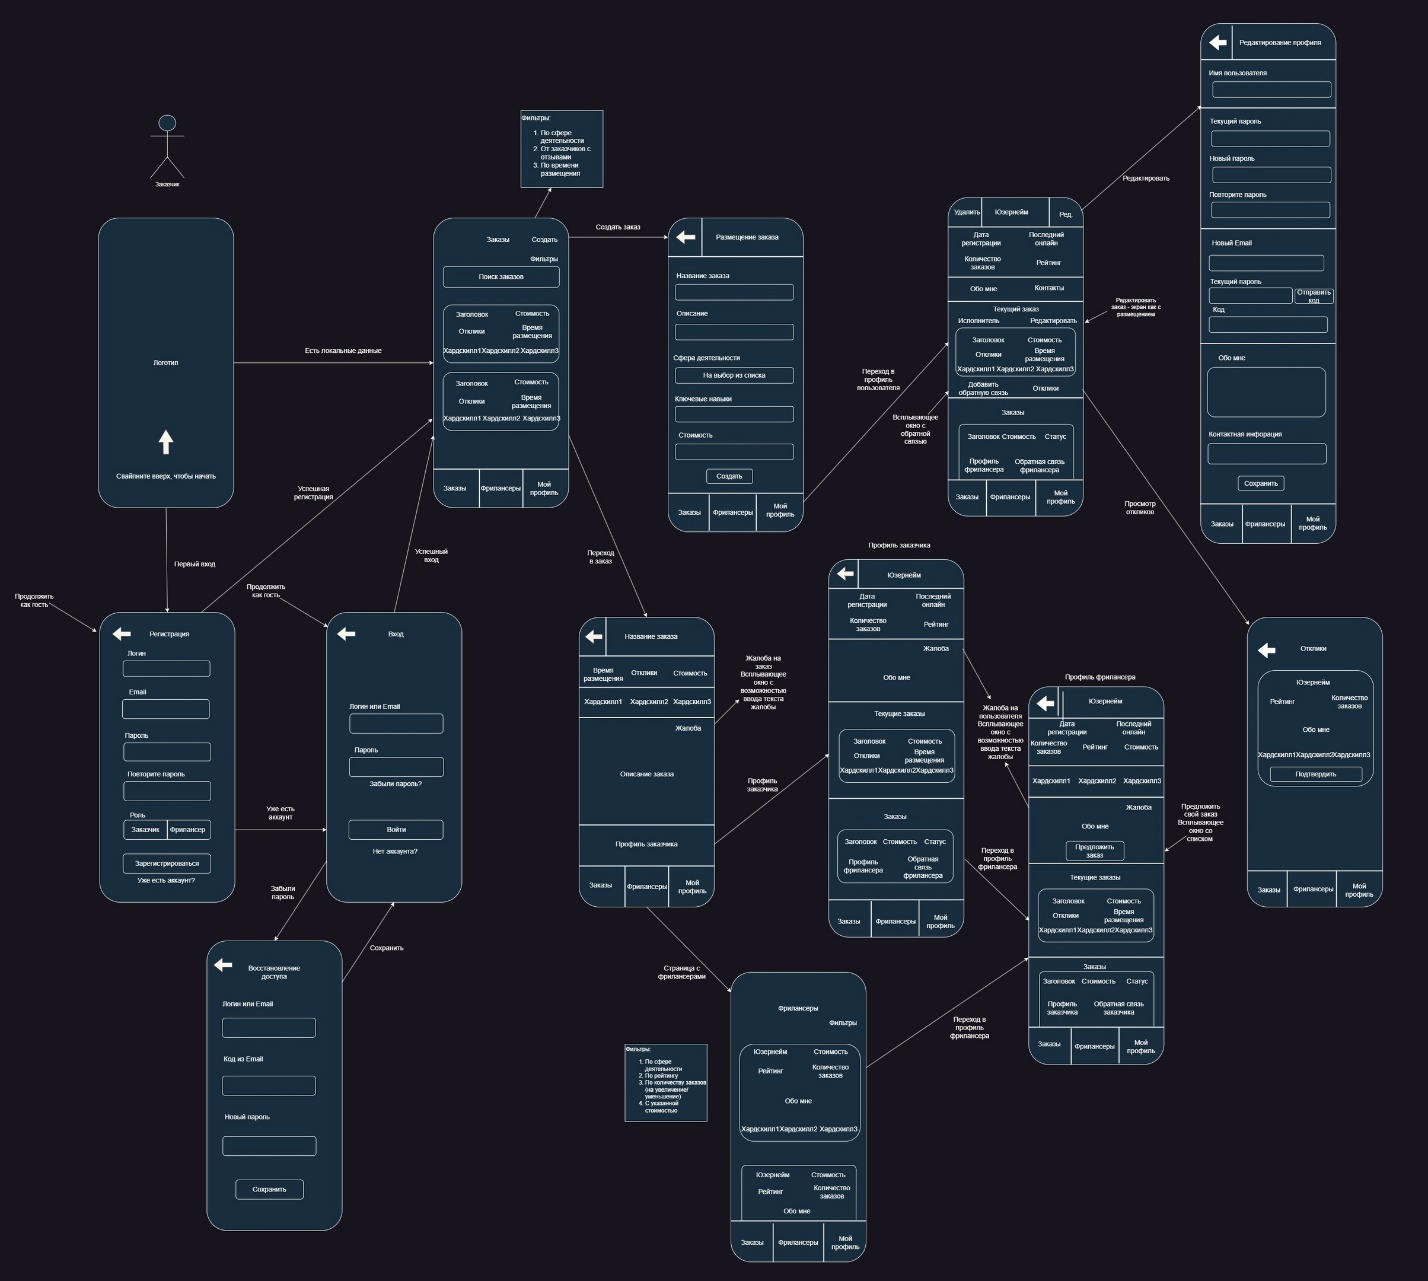 Заказчик
Логотип
Свайпните вверх, чтобы начать
Есть локальные данные
Первый вход
Успешная
регистрация
Успешный
вход
Продолжить
как гость
Продолжить
как гость
Регистрация
Логин
Email
Пароль
Повторите пароль
Роль
Заказчик Фрилансер
Зарегистрироваться
Уже есть аккаунт?
Уже есть
аккаунт
Вход
Логин или Email
Пароль
Забыли пароль?
Войти
Нет аккаунта?
Забыли
пароль
Сохранить
Восстановление
доступа
Логин или Email
Код из Email
Новый пароль
Сохранить
Фильтры:
1. По сфере
деятельности
2. От заказчиков с
отзывами
3. По времени
размещения
Заказы Создать
Фильтры
Поиск заказов
Заголовок Стоимость
Отклики Время
размещения
Хардскилл1 Хардскилл2 Хардскилл3
Заголовок Стоимость
Отклики Время
размещения
Хардскилл1 Хардскилл2 Хардскилл3
Заказы Фрилансеры Мой
профиль
Создать заказ
Переход
в заказ
Размещение заказа
Название заказа
Описание
Сфера деятельности
На выбор из списка
Ключевые навыки
Стоимость
Создать
Заказы Фрилансеры Мой
профиль
Переход в
профиль
пользователя
Всплывающее
окно с
обратной
связью
Удалить Юзернейм Ред.
Дата
регистрации
Последний
онлайн
Количество
заказов
Рейтинг
Обо мне Контакты
Текущий заказ
Исполнитель Редактировать
Заголовок Стоимость
Отклики Время
размещения
Хардскилл1 Хардскилл2 Хардскилл3
Добавить
обратную связь
Отклики
Заказы
Заголовок Стоимость Статус
Профиль
фрилансера
Обратная связь
фрилансера
Заказы Фрилансеры Мой
профиль
Редактировать
Редактировать
заказ - экран как с
размещением
Просмотр
откликов
Редактирование профиля
Имя пользователя
Текущий пароль
Новый пароль
Повторите пароль
Новый Email
Текущий пароль
Отправить
код
Код
Обо мне
Контактная инфорация
Сохранить
Заказы Фрилансеры Мой
профиль
Название заказа
Время
размещения
Отклики Стоимость
Хардскилл1 Хардскилл2 Хардскилл3
Жалоба
Описание заказа
Профиль заказчика
Заказы Фрилансеры Мой
профиль
Жалоба на
заказ
Всплывающее
окно с
возможностью
ввода текста
жалобы
Профиль
заказчика
Страница с
фрилансерами
Профиль заказчика
Юзернейм
Дата
регистрации
Последний
онлайн
Количество
заказов
Рейтинг
Жалоба
Обо мне
Текущие заказы
Заголовок Стоимость
Отклики Время
размещения
Хардскилл1 Хардскилл2 Хардскилл3
Заказы
Заголовок Стоимость Статус
Профиль
фрилансера
Обратная
связь
фрилансера
Заказы Фрилансеры Мой
профиль
Жалоба на
пользователя
Всплывающее
окно с
возможностью
ввода текста
жалобы
Переход в
профиль
фрилансера
Профиль фрилансера
Юзернейм
Дата
регистрации
Последний
онлайн
Количество
заказов
Рейтинг Стоимость
Хардскилл1 Хардскилл2 Хардскилл3
Жалоба
Обо мне
Предложить
заказ
Текущие заказы
Заголовок Стоимость
Отклики Время
размещения
Хардскилл1 Хардскилл2 Хардскилл3
Заказы
Заголовок Стоимость Статус
Профиль
заказчика
Обратная связь
заказчика
Заказы Фрилансеры Мой
профиль
Предложить
свой заказ
Всплывающее
окно со
списком
Отклики
Юзернейм
Рейтинг Количество
заказов
Обо мне
Хардскилл1 Хардскилл2 Хардскилл3
Подтвердить
Заказы Фрилансеры Мой
профиль
Фильтры:
1. По сфере
деятельности
2. По рейтингу
3. По количеству заказов
(на увеличение/
уменьшение)
4. С указанной
стоимостью
Фрилансеры
Фильтры
Юзернейм Стоимость
Рейтинг Количество
заказов
Обо мне
Хардскилл1 Хардскилл2 Хардскилл3
Юзернейм Стоимость
Рейтинг Количество
заказов
Обо мне
Заказы Фрилансеры Мой
профиль
Переход в
профиль
фрилансера